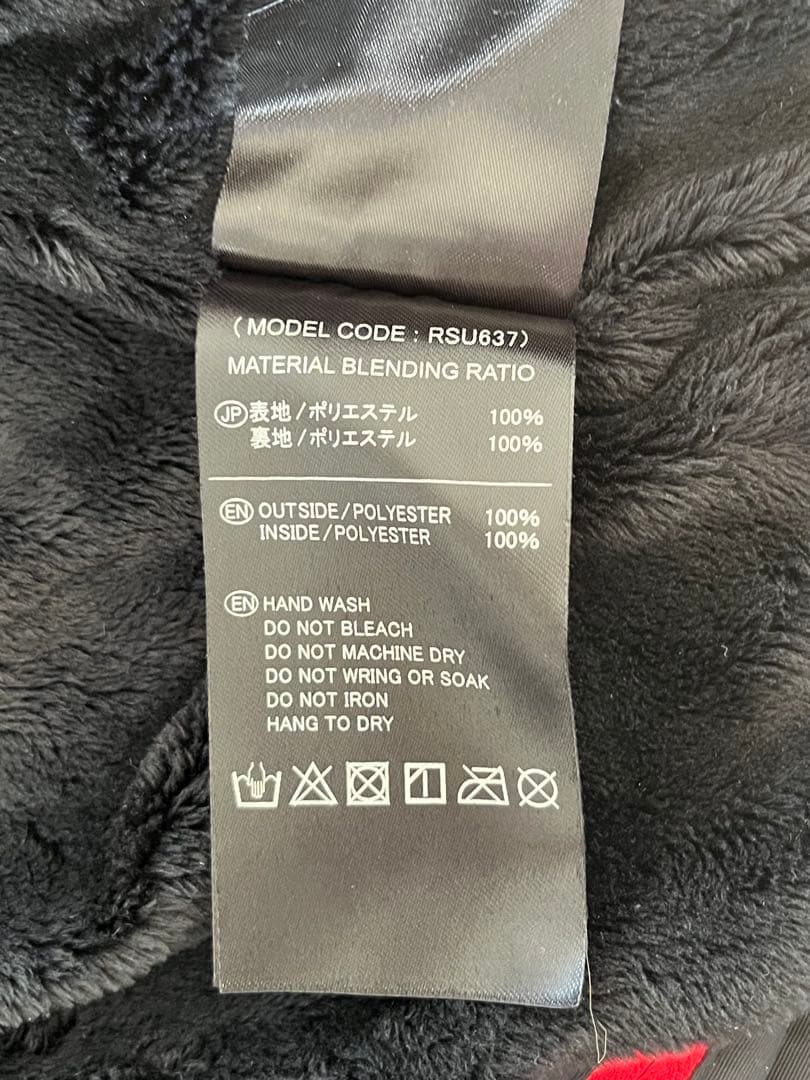 (MODEL CODE : RSU637)
MATERIAL BLENDING RATIO
JP 表地/ポリエステル 100%
裏地/ポリエステル 100%
EN OUTSIDE/POLYESTER 100%
INSIDE/POLYESTER 100%
EN HAND WASH
DO NOT BLEACH
DO NOT MACHINE DRY
DO NOT WRING OR SOAK
DO NOT IRON
HANG TO DRY